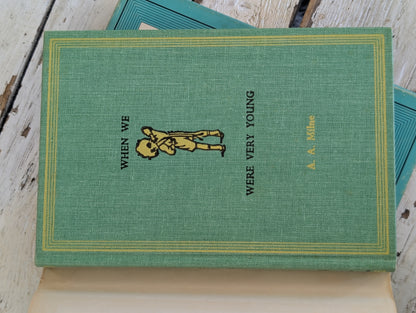 WHEN WE
WERE VERY YOUNG
A. A. Milne